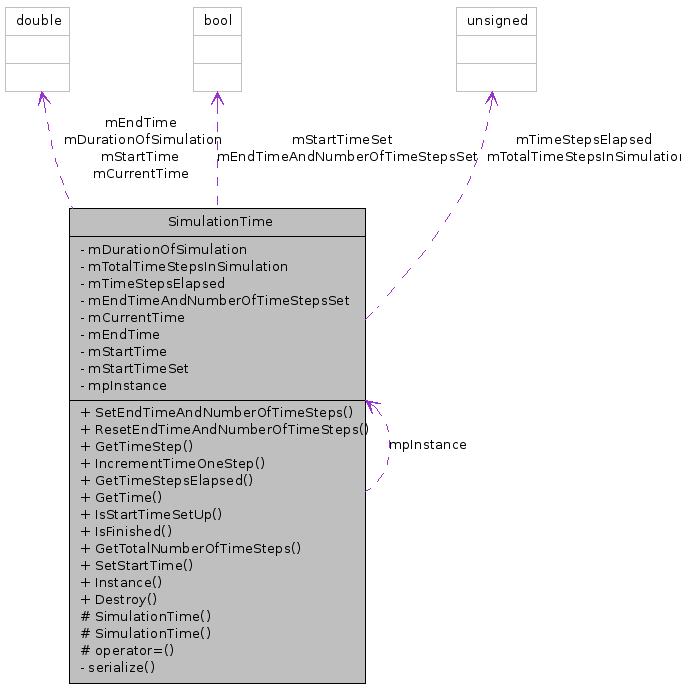 double
bool
unsigned
mEndTime
mDurationOfSimulation
mStartTime
mCurrentTime
mStartTimeSet
mEndTimeAndNumberOfTimeStepsSet
mTimeStepsElapsed
mTotalTimeStepsInSimulation
SimulationTime
- mDurationOfSimulation
- mTotalTimeStepsInSimulation
- mTimeStepsElapsed
- mEndTimeAndNumberOfTimeStepsSet
- mCurrentTime
- mEndTime
- mStartTime
- mStartTimeSet
- mpInstance
+ SetEndTimeAndNumberOfTimeSteps()
+ ResetEndTimeAndNumberOfTimeSteps()
+ GetTimeStep()
+ IncrementTimeOneStep()
+ GetTimeStepsElapsed()
+ GetTime()
+ IsStartTimeSetUp()
+ IsFinished()
+ GetTotalNumberOfTimeSteps()
+ SetStartTime()
+ Instance()
+ Destroy()
# SimulationTime()
# SimulationTime()
# operator=()
- serialize()
mpInstance